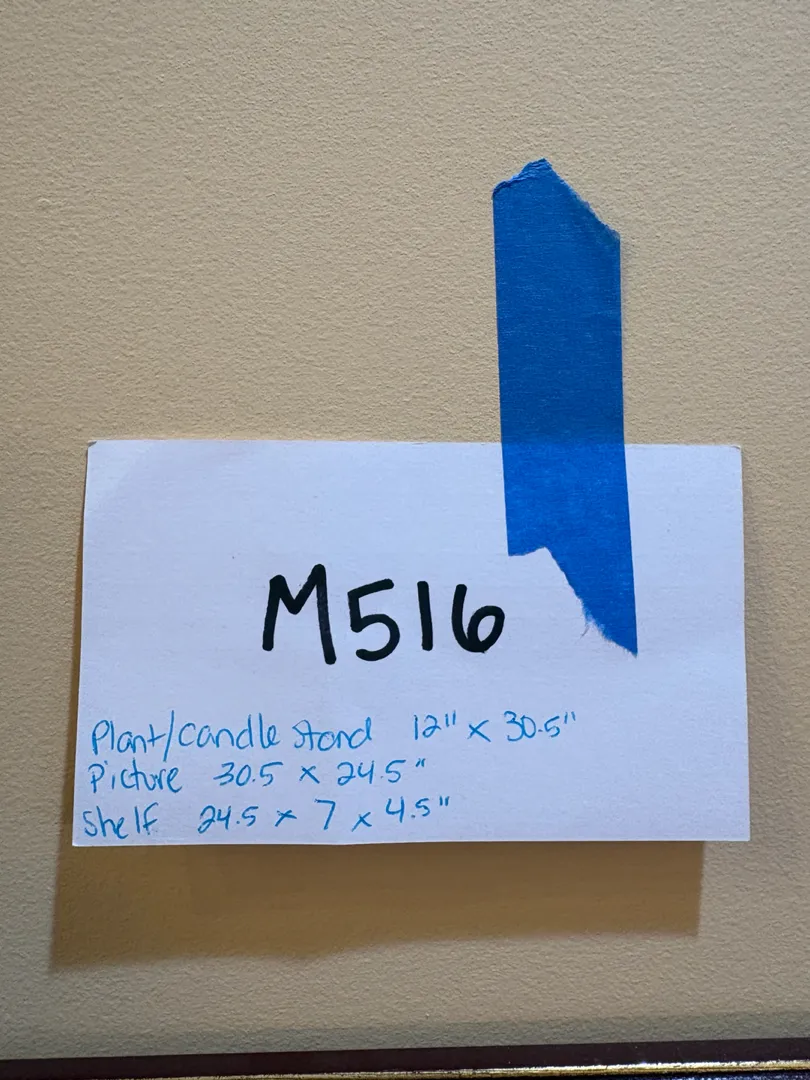 M516
Plant/candle stand 12" x 30.5"
Picture 30.5 x 24.5"
Shelf 24.5 x 7 x 4.5"